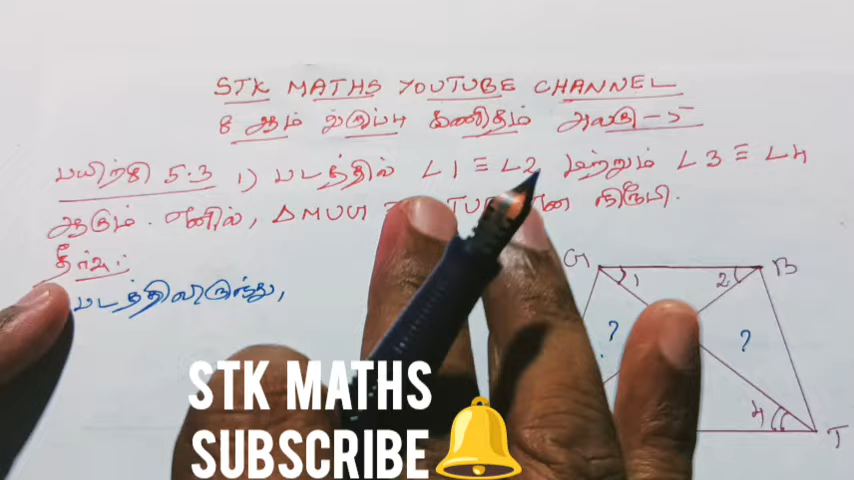 STK MATHS YOUTUBE CHANNEL
8 ஆம் வகுப்பு கணிதம் அலகு - 5
பயிற்சி 5.3 1) படத்தில் ∠1 ≡ ∠2 மற்றும் ∠3 ≡ ∠4
ஆகும். எனில், ΔMUG என நிரூபி.
தீர்வு:
படத்திலிருந்து,
G B
1 2
? ?
4 T
STK MATHS
SUBSCRIBE